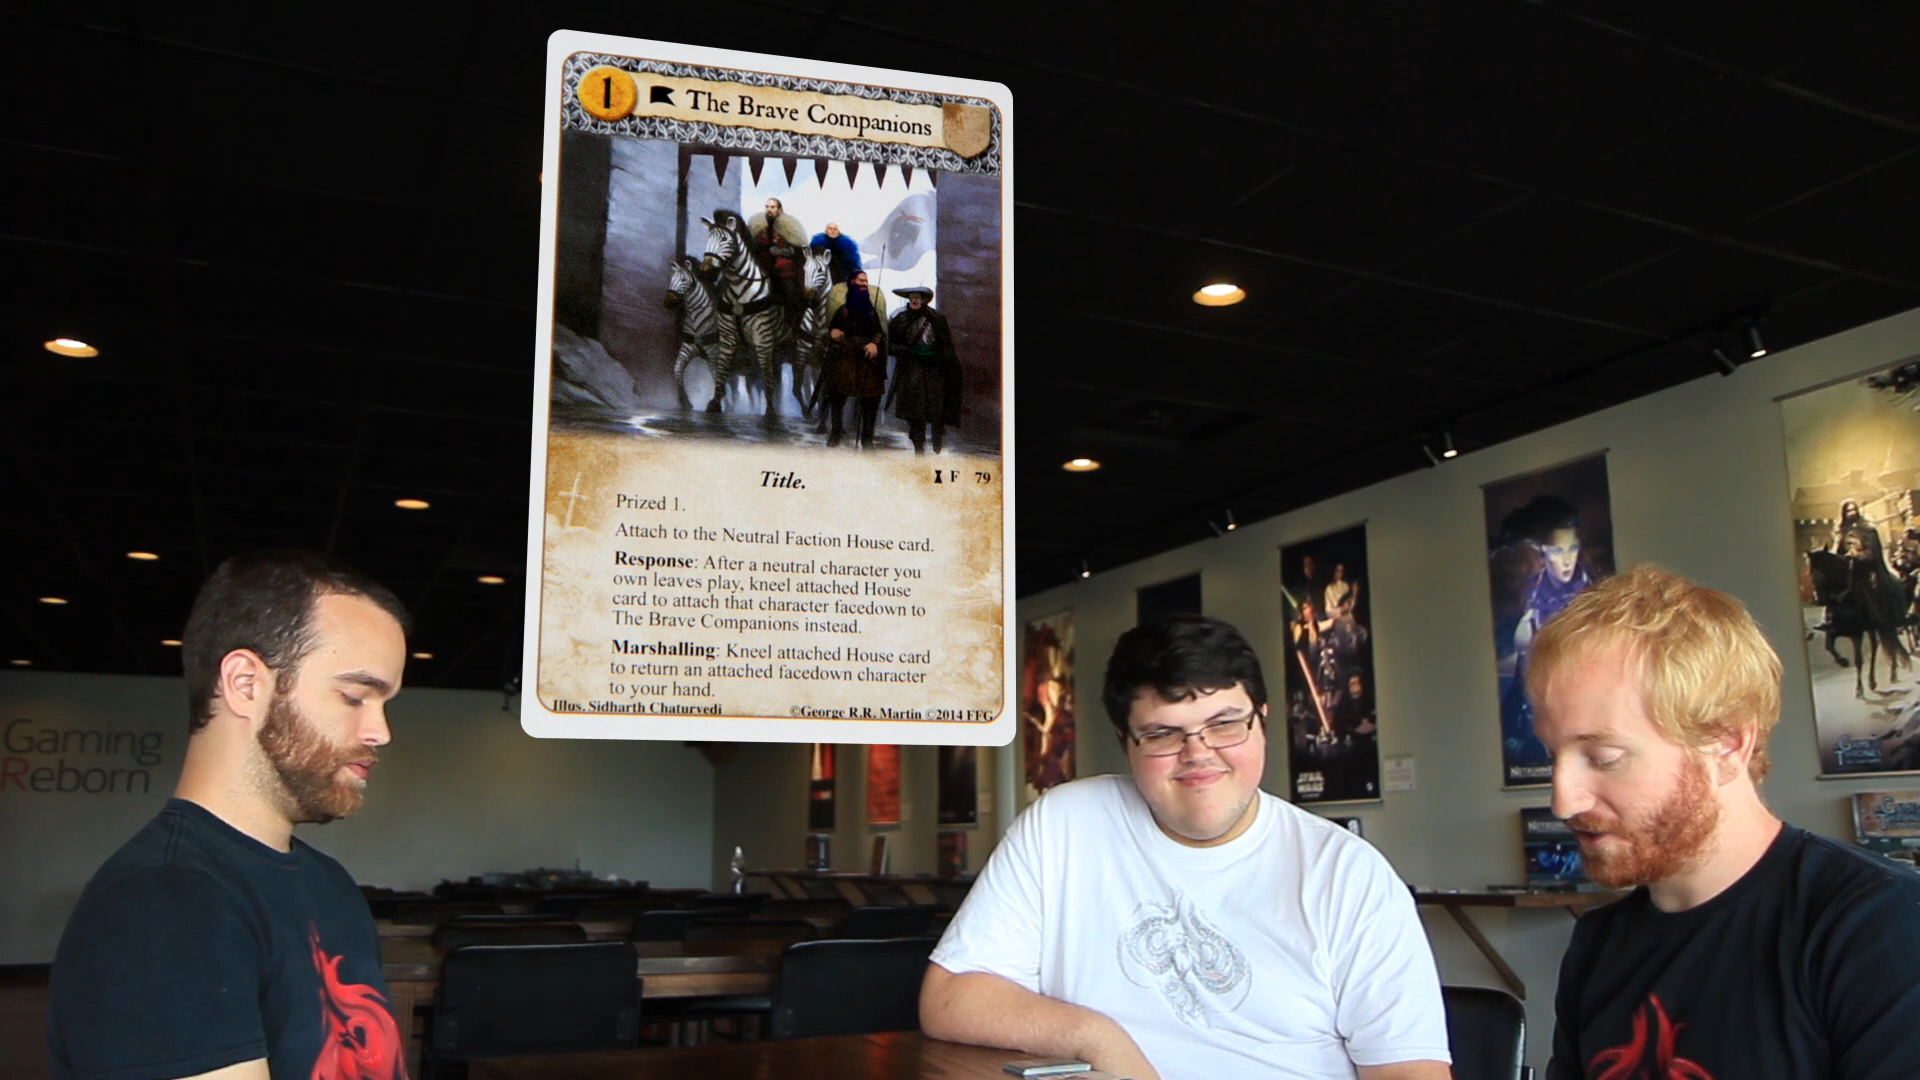 1
The Brave Companions
Title.
F 79
Prized 1.
Attach to the Neutral Faction House card.
Response: After a neutral character you
own leaves play, kneel attached House
card to attach that character facedown to
The Brave Companions instead.
Marshalling: Kneel attached House card
to return an attached facedown character
to your hand.
Illus. Sidharth Chaturvedi
©George R.R. Martin ©2014 FFG
Gaming
Reborn
STAR
WARS